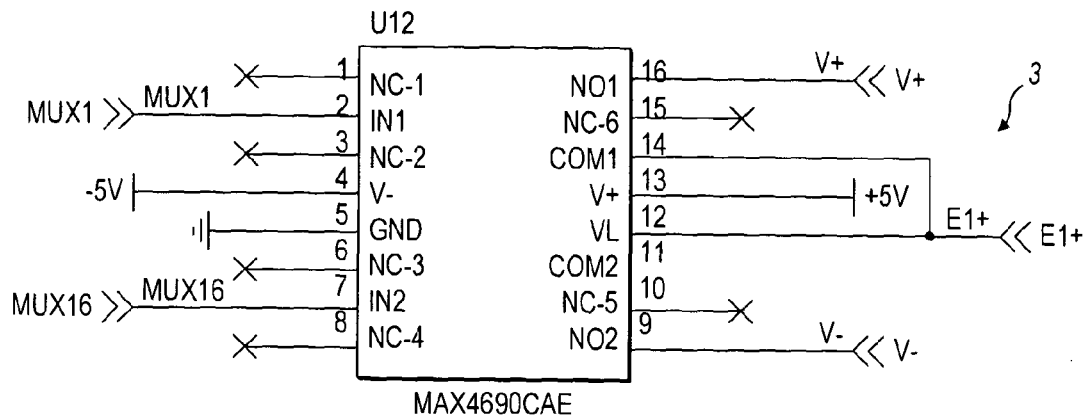 U12
1 NC-1
MUX1 MUX1 2 IN1
3 NC-2
-5V 4 V-
5 GND
6 NC-3
MUX16 MUX16 7 IN2
8 NC-4
NO1 16 V+ V+
NC-6 15
COM1 14
V+ 13 +5V
VL 12 E1+ E1+
COM2 11
NC-5 10
NO2 9 V- V-
3
MAX4690CAE